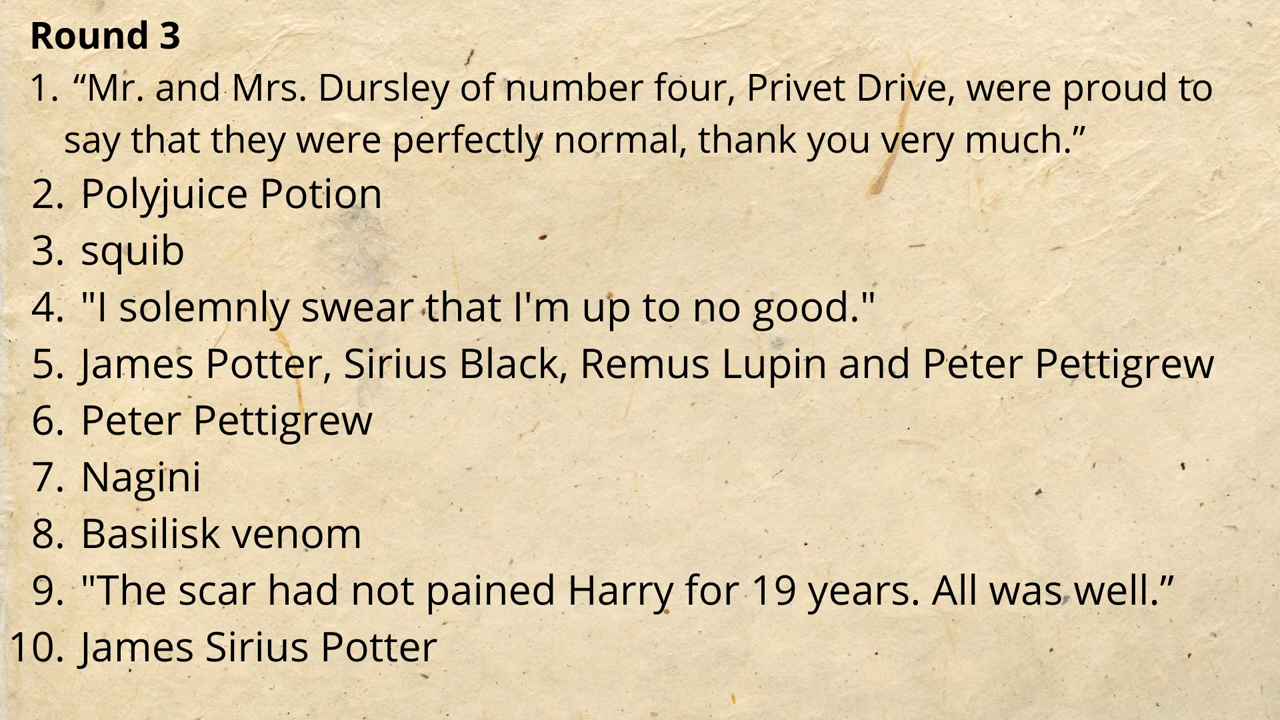 Round 3
1. “Mr. and Mrs. Dursley of number four, Privet Drive, were proud to
say that they were perfectly normal, thank you very much.”
2. Polyjuice Potion
3. squib
4. "I solemnly swear that I'm up to no good."
5. James Potter, Sirius Black, Remus Lupin and Peter Pettigrew
6. Peter Pettigrew
7. Nagini
8. Basilisk venom
9. "The scar had not pained Harry for 19 years. All was well.”
10. James Sirius Potter